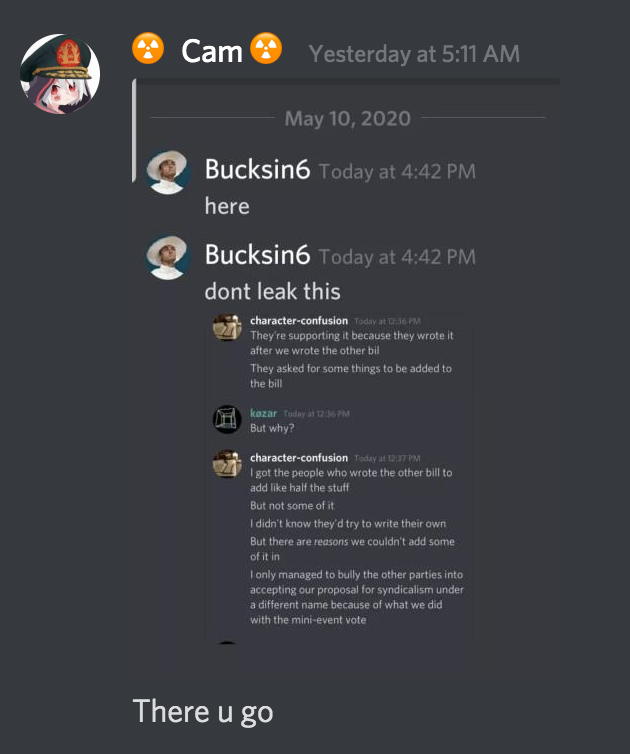 ☢ Cam ☢ Yesterday at 5:11 AM
May 10, 2020
Bucksin6 Today at 4:42 PM
here
Bucksin6 Today at 4:42 PM
dont leak this
character-confusion Today at 12:36 PM
They're supporting it because they wrote it
after we wrote the other bil
They asked for some things to be added to
the bill
køzar Today at 12:36 PM
But why?
character-confusion Today at 12:37 PM
I got the people who wrote the other bill to
add like half the stuff
But not some of it
I didn't know they'd try to write their own
But there are reasons we couldn't add some
of it in
I only managed to bully the other parties into
accepting our proposal for syndicalism under
a different name because of what we did
with the mini-event vote
There u go